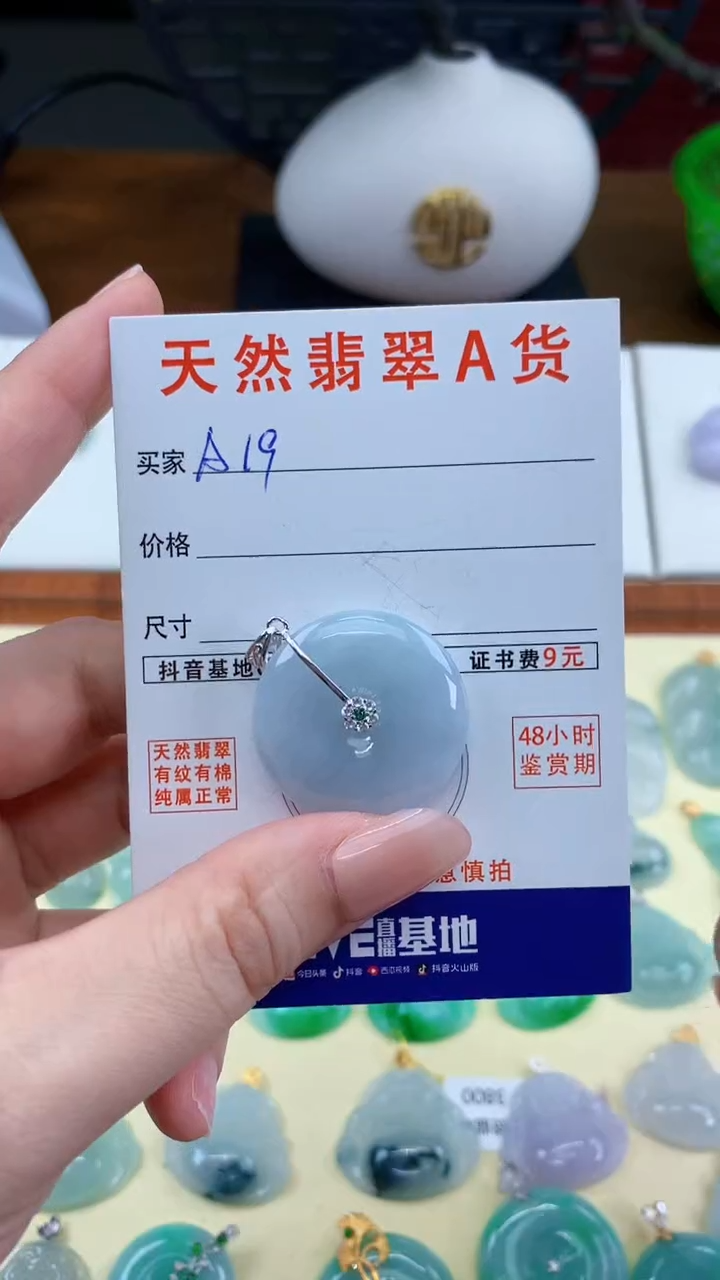 天然翡翠A货
买家 A19
价格
尺寸
抖音基地
证书费9元
天然翡翠
有纹有棉
纯属正常
48小时
鉴赏期
慎拍
直播基地
今日头条 抖音 西瓜视频 抖音火山版
3800